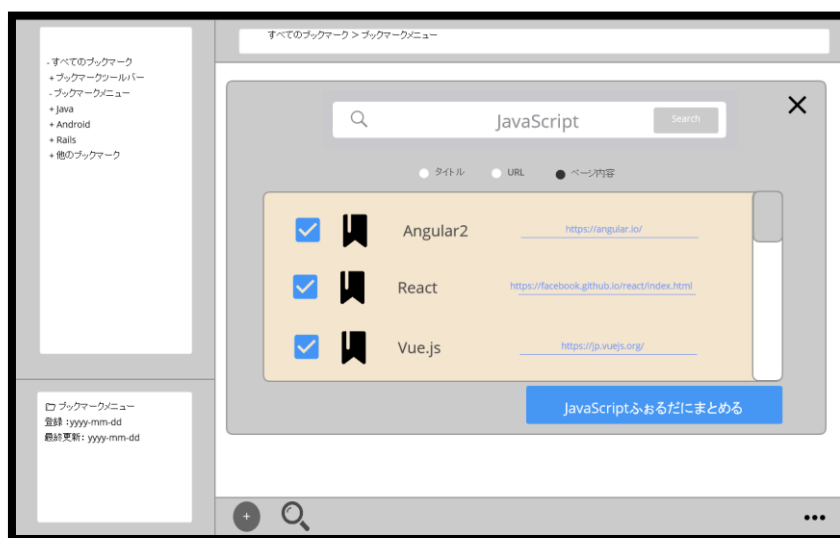 - すべてのブックマーク
+ ブックマークツールバー
- ブックマークメニュー
+ Java
+ Android
+ Rails
+ 他のブックマーク
すべてのブックマーク > ブックマークメニュー
JavaScript
Search
タイトル
URL
ページ内容
Angular2
https://angular.io/
React
https://facebook.github.io/react/index.html
Vue.js
https://jp.vuejs.org/
JavaScriptふぉるだにまとめる
ブックマークメニュー
登録 : yyyy-mm-dd
最終更新: yyyy-mm-dd